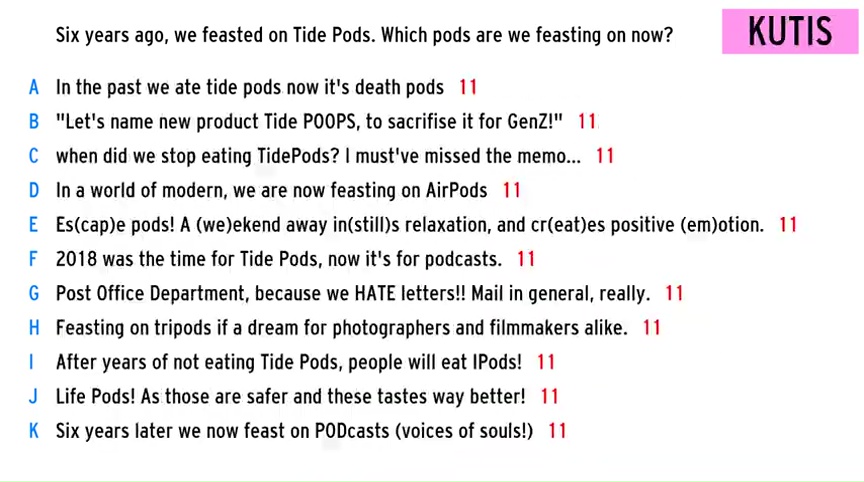 Six years ago, we feasted on Tide Pods. Which pods are we feasting on now?
KUTIS
A In the past we ate tide pods now it's death pods 11
B "Let's name new product Tide POOPS, to sacrifise it for GenZ!" 11
C when did we stop eating TidePods? I must've missed the memo... 11
D In a world of modern, we are now feasting on AirPods 11
E Es(cap)e pods! A (we)ekend away in(still)s relaxation, and cr(eat)es positive (em)otion. 11
F 2018 was the time for Tide Pods, now it's for podcasts. 11
G Post Office Department, because we HATE letters!! Mail in general, really. 11
H Feasting on tripods if a dream for photographers and filmmakers alike. 11
I After years of not eating Tide Pods, people will eat IPods! 11
J Life Pods! As those are safer and these tastes way better! 11
K Six years later we now feast on PODcasts (voices of souls!) 11